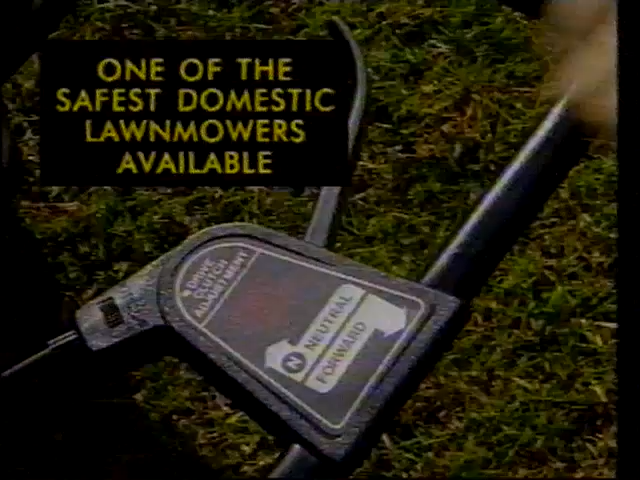 ONE OF THE
SAFEST DOMESTIC
LAWNMOWERS
AVAILABLE
DRIVE
CLUTCH
ADJUSTMENT
N NEUTRAL
FORWARD